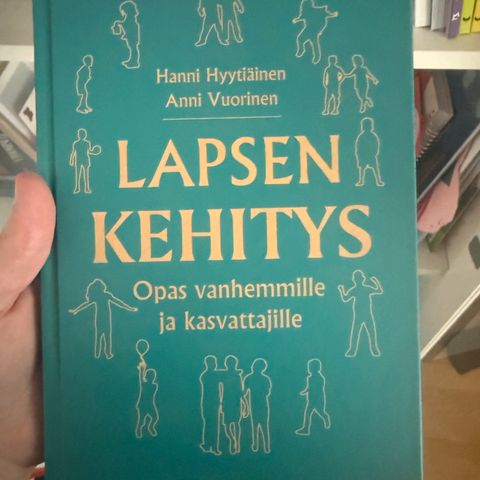 Hanni Hyytiäinen
Anni Vuorinen
LAPSEN
KEHITYS
Opas vanhemmille
ja kasvattajille